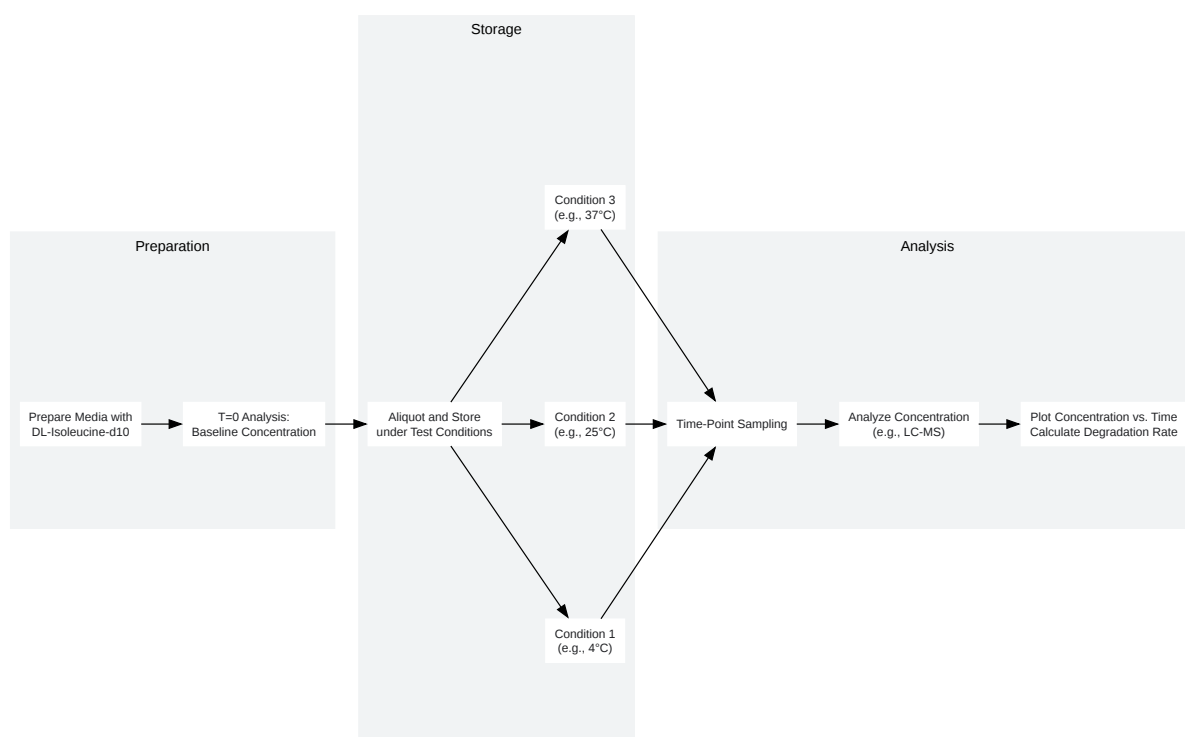 Preparation
Prepare Media with
DL-Isoleucine-d10
T=0 Analysis:
Baseline Concentration
Storage
Aliquot and Store
under Test Conditions
Condition 3
(e.g., 37°C)
Condition 2
(e.g., 25°C)
Condition 1
(e.g., 4°C)
Analysis
Time-Point Sampling
Analyze Concentration
(e.g., LC-MS)
Plot Concentration vs. Time
Calculate Degradation Rate